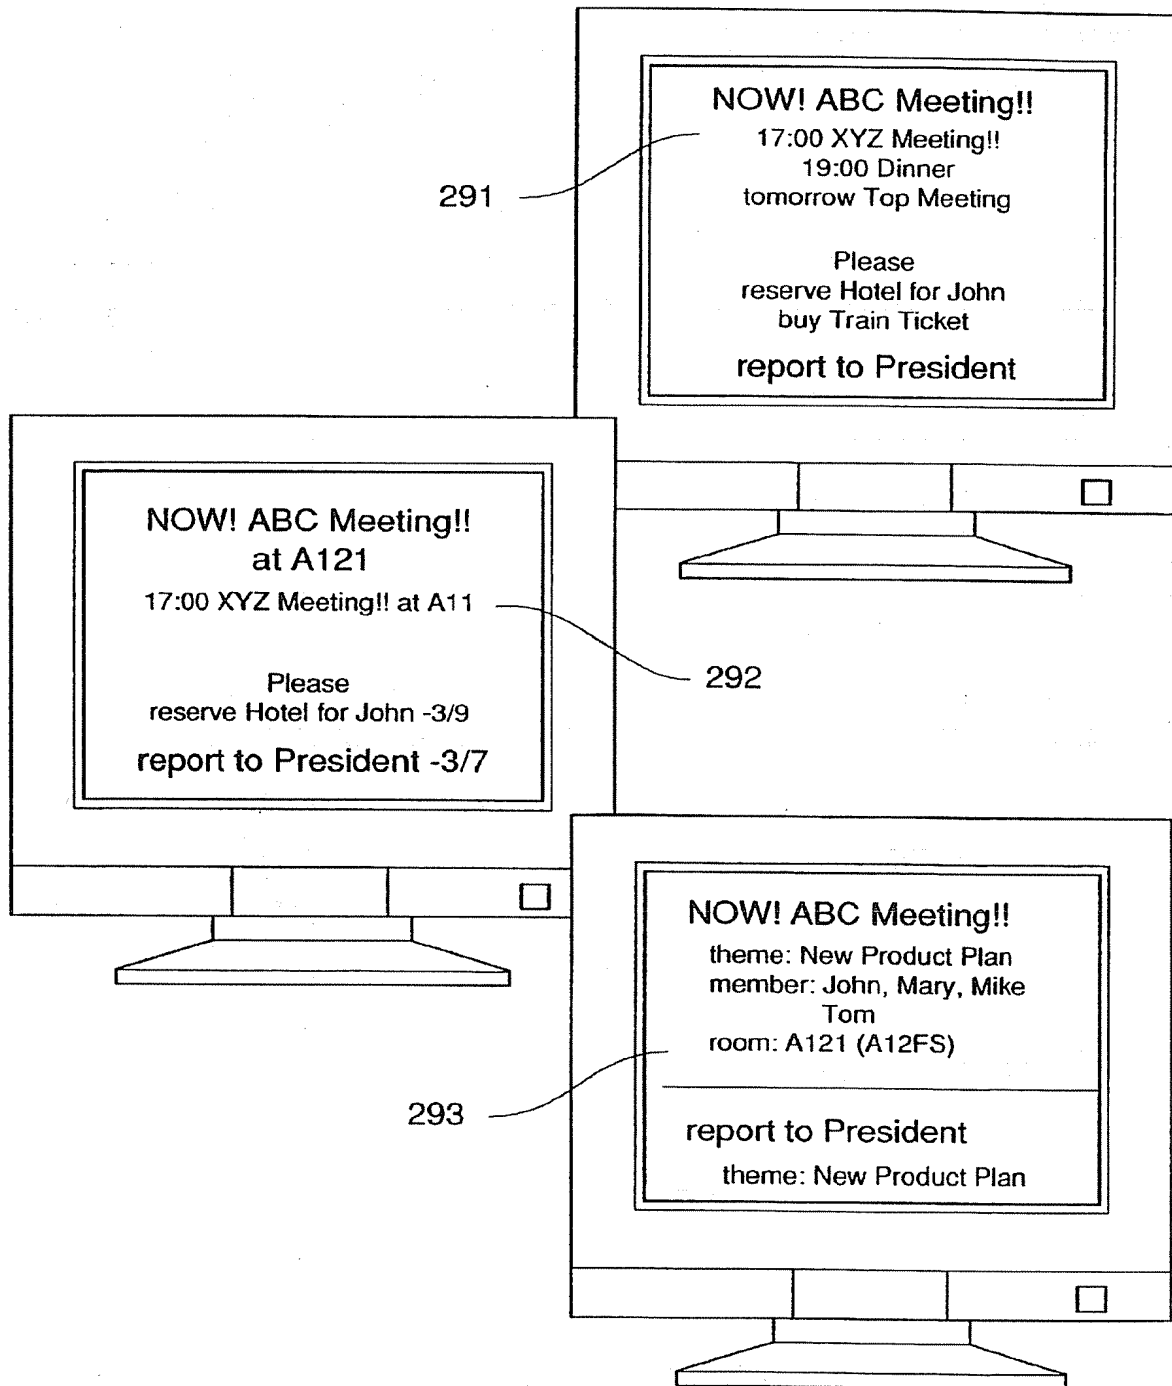 NOW! ABC Meeting!!
17:00 XYZ Meeting!!
19:00 Dinner
tomorrow Top Meeting
Please
reserve Hotel for John
buy Train Ticket
report to President
291
NOW! ABC Meeting!!
at A121
17:00 XYZ Meeting!! at A11
Please
reserve Hotel for John -3/9
report to President -3/7
292
NOW! ABC Meeting!!
theme: New Product Plan
member: John, Mary, Mike
Tom
room: A121 (A12FS)
report to President
theme: New Product Plan
293